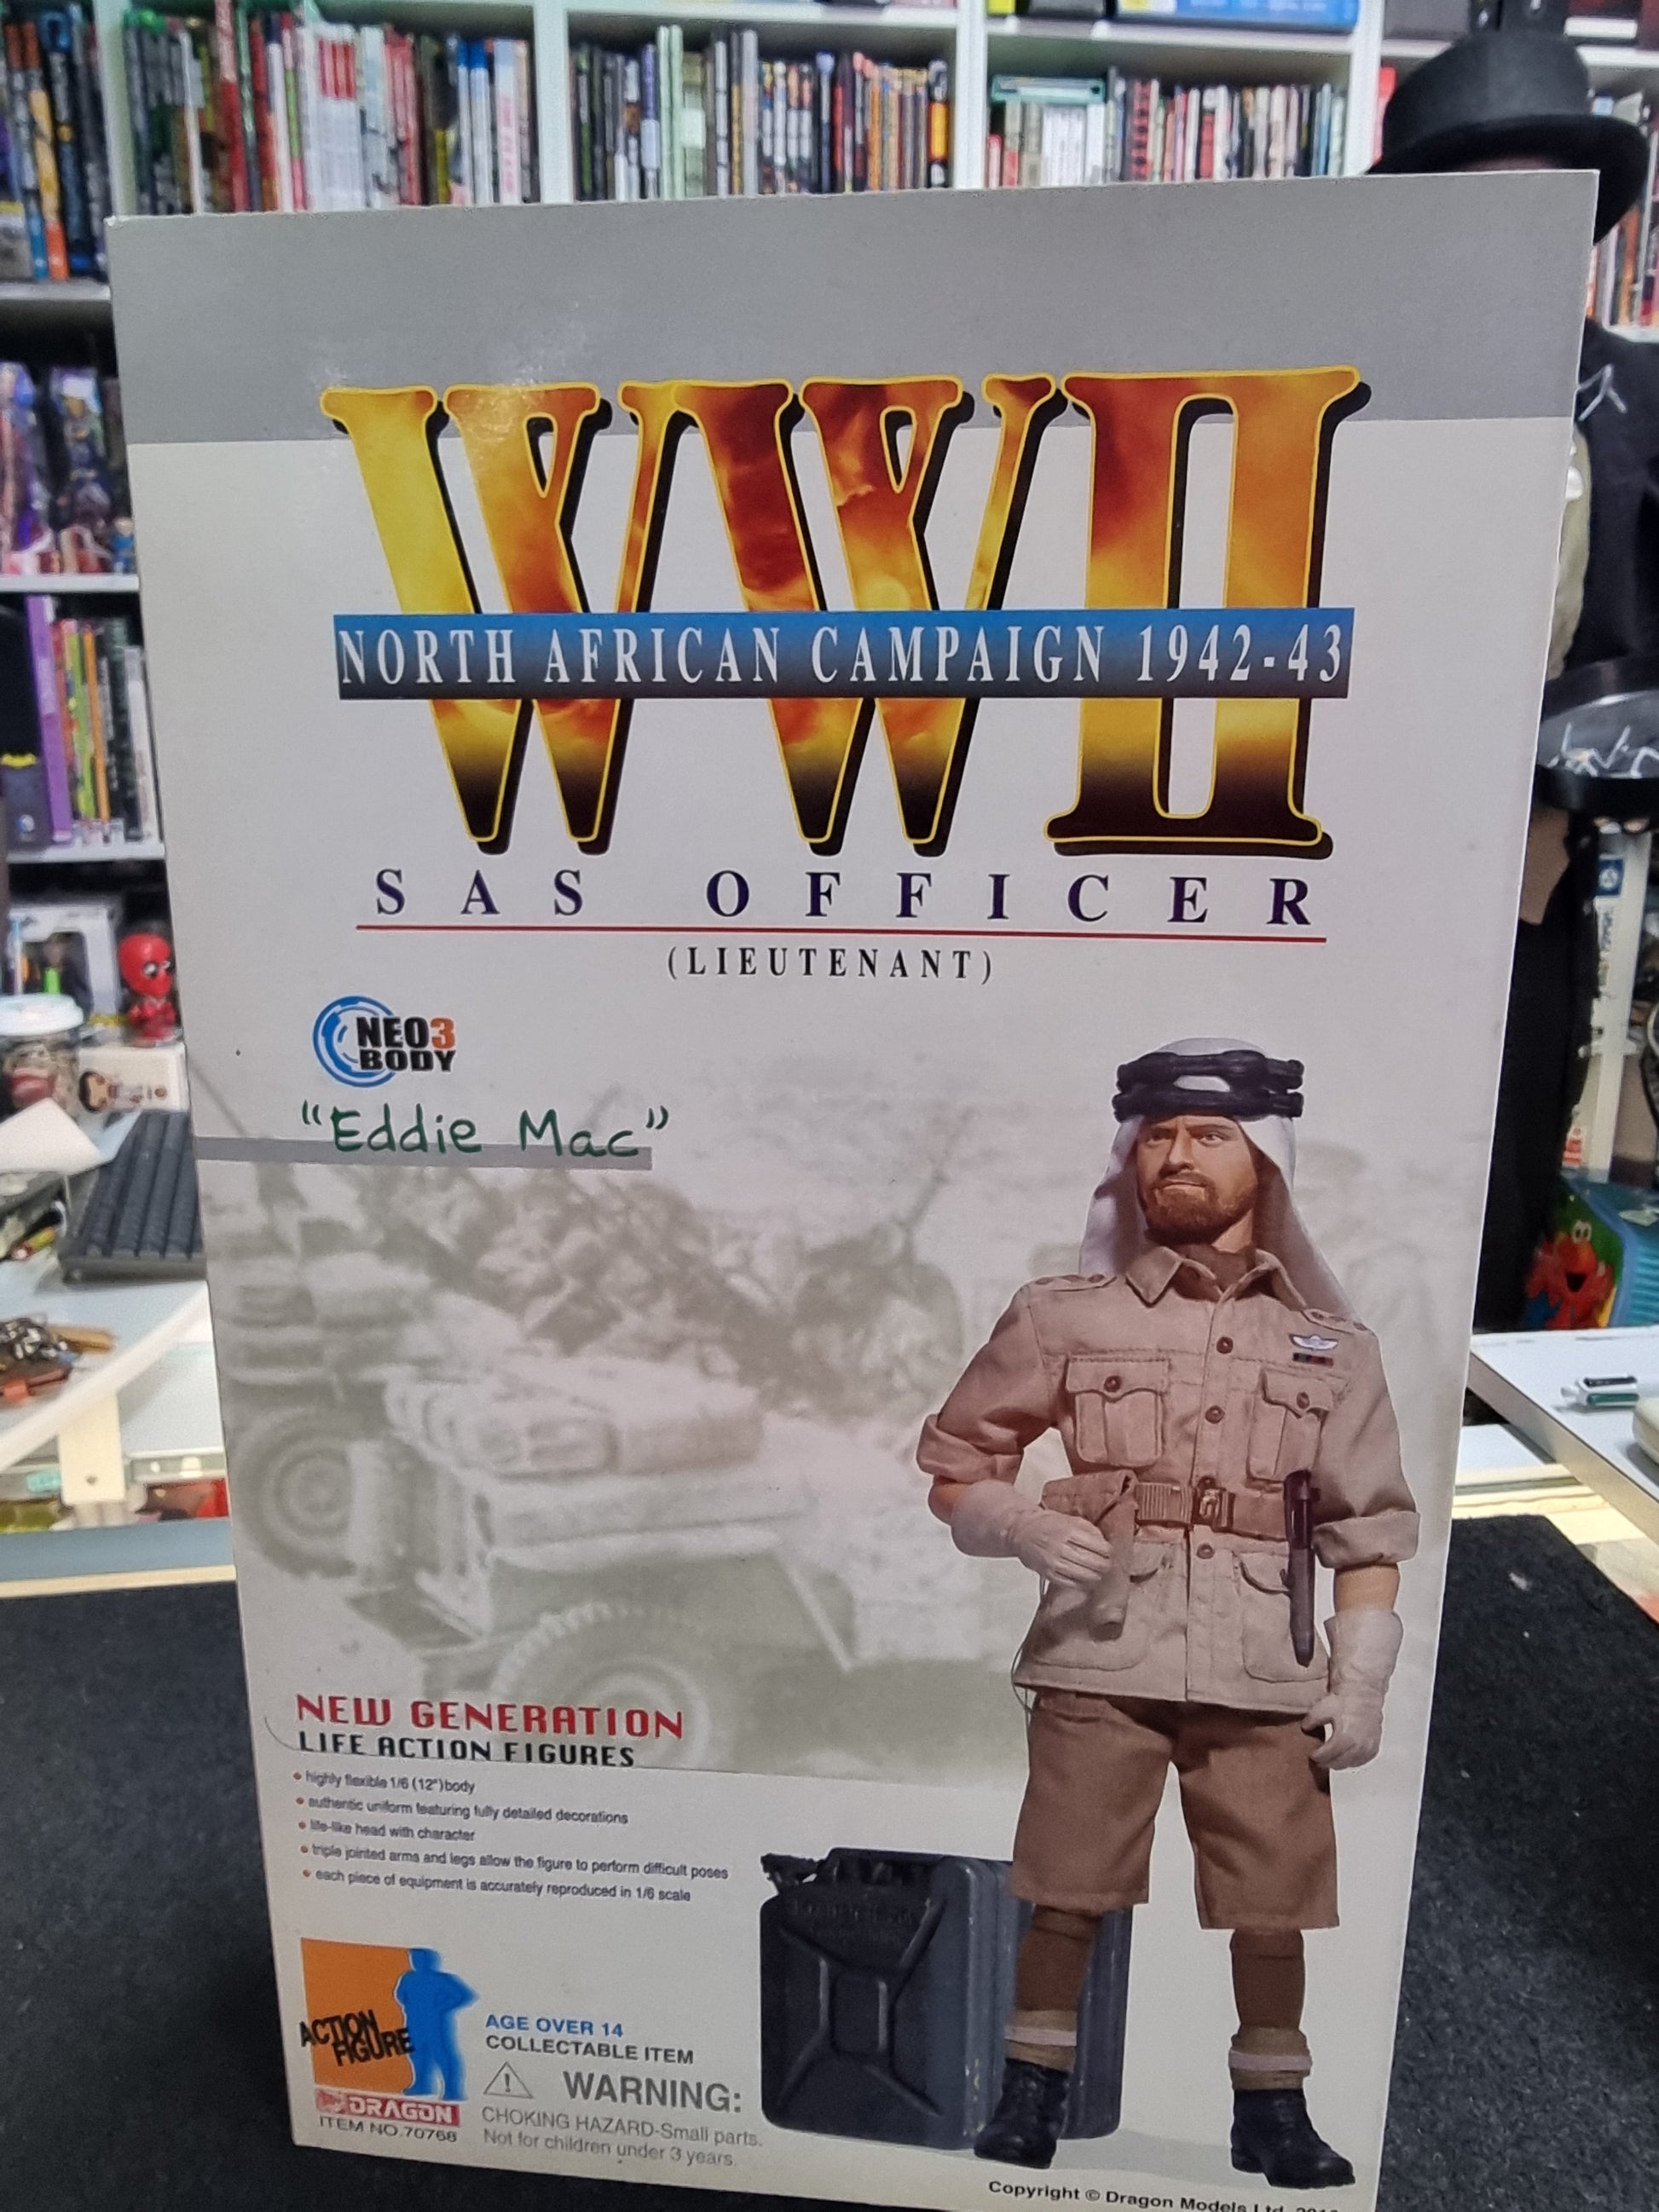 WWII
NORTH AFRICAN CAMPAIGN 1942-43
SAS OFFICER
(LIEUTENANT)
NEO3
BODY
"Eddie Mac"
NEW GENERATION
LIFE ACTION FIGURES
• highly flexible 1/6 (12") body
• authentic uniform featuring fully detailed decorations
• life-like head with character
• triple jointed arms and legs allow the figure to perform difficult poses
• each piece of equipment is accurately reproduced in 1/6 scale
ACTION
FIGURE
DRAGON
ITEM NO.70768
AGE OVER 14
COLLECTABLE ITEM
WARNING:
CHOKING HAZARD-Small parts.
Not for children under 3 years.
Copyright © Dragon Models Ltd.